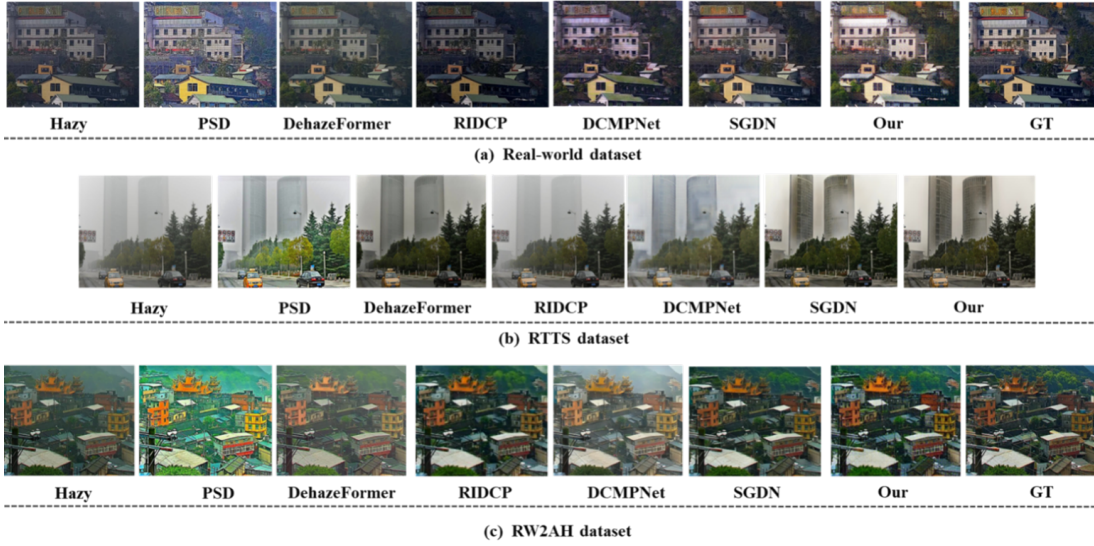 Hazy PSD DehazeFormer RIDCP DCMPNet SGDN Our GT
(a) Real-world dataset
Hazy PSD DehazeFormer RIDCP DCMPNet SGDN Our
(b) RTTS dataset
Hazy PSD DehazeFormer RIDCP DCMPNet SGDN Our GT
(c) RW2AH dataset